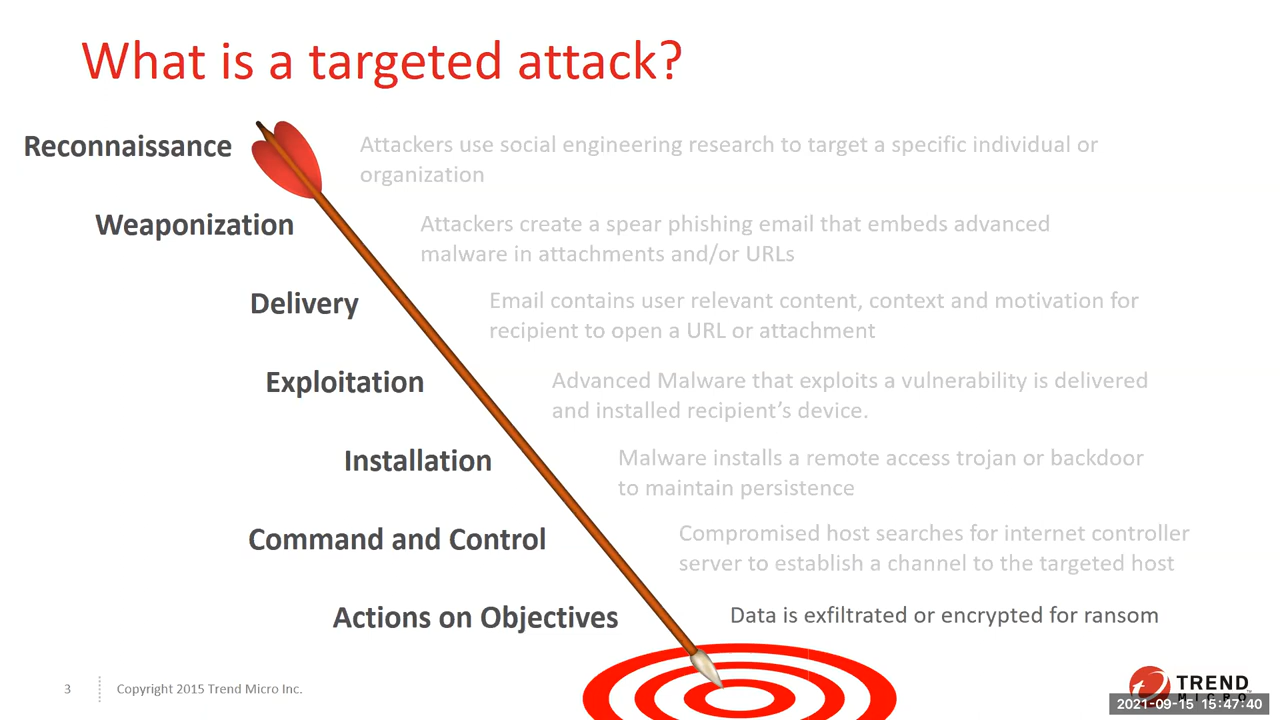 What is a targeted attack?
Reconnaissance
Attackers use social engineering research to target a specific individual or
organization
Weaponization
Attackers create a spear phishing email that embeds advanced
malware in attachments and/or URLs
Delivery
Email contains user relevant content, context and motivation for
recipient to open a URL or attachment
Exploitation
Advanced Malware that exploits a vulnerability is delivered
and installed recipient's device.
Installation
Malware installs a remote access trojan or backdoor
to maintain persistence
Command and Control
Compromised host searches for internet controller
server to establish a channel to the targeted host
Actions on Objectives
Data is exfiltrated or encrypted for ransom
3
Copyright 2015 Trend Micro Inc.
TREND
MICRO
2021-09-15 15:47:40